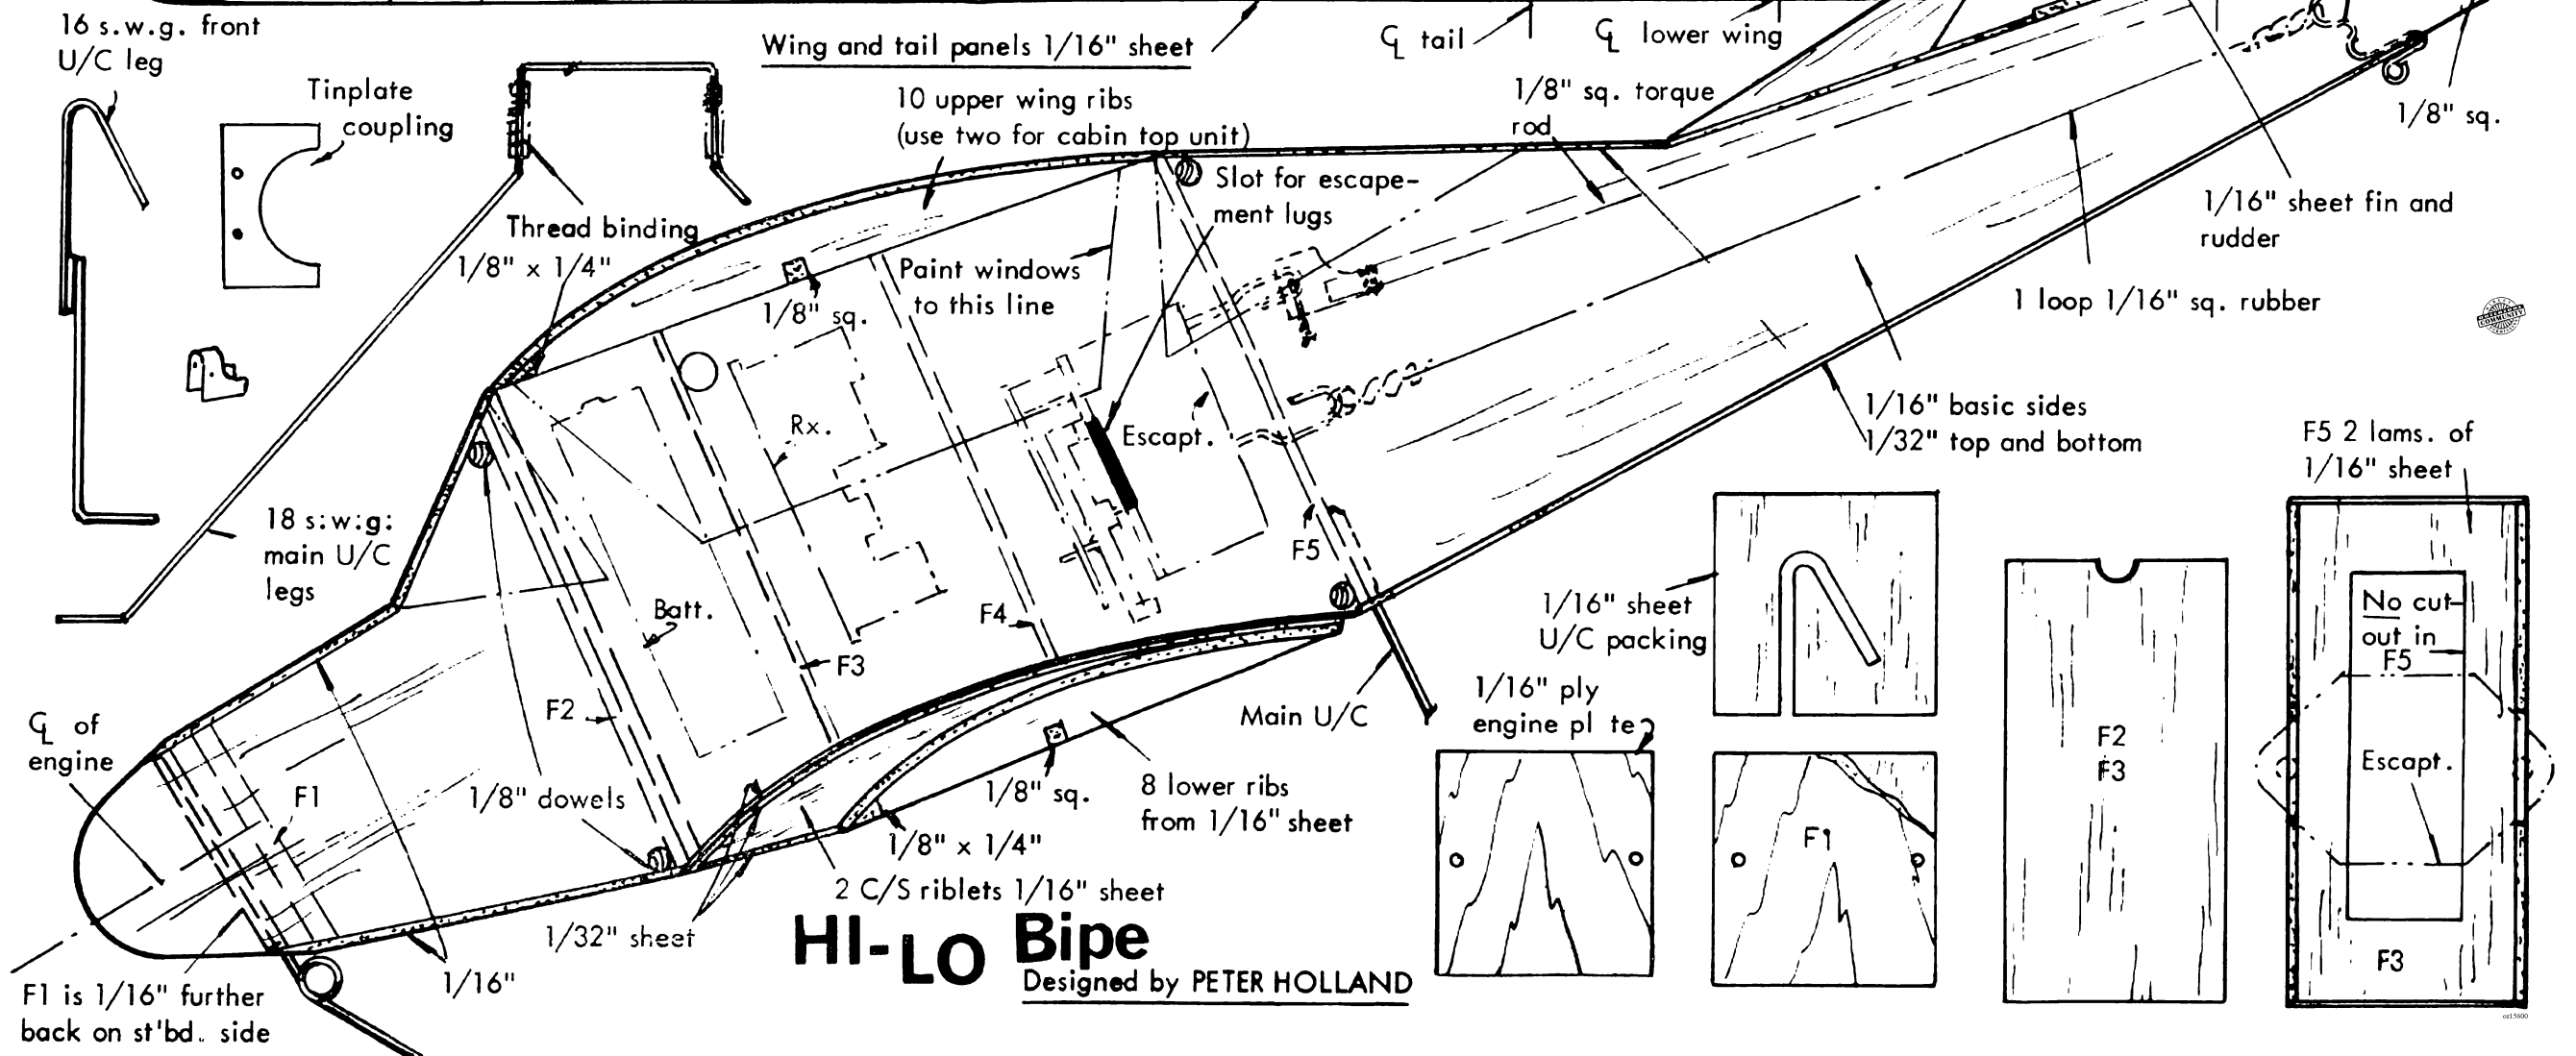 16 s.w.g. front
U/C leg
Tinplate
coupling
Wing and tail panels 1/16" sheet
℄ tail
℄ lower wing
10 upper wing ribs
(use two for cabin top unit)
1/8" sq. torque
rod
1/8" sq.
Thread binding
1/8" x 1/4"
Slot for escape-
ment lugs
Paint windows
to this line
1/8" sq.
1/16" sheet fin and
rudder
1 loop 1/16" sq. rubber
COMMUNITY
Rx.
Escapt.
1/16" basic sides
1/32" top and bottom
F5 2 lams. of
1/16" sheet
18 s:w:g:
main U/C
legs
F5
Batt.
F4
F3
F2
1/16" sheet
U/C packing
No cut-
out in
F5
Main U/C
1/16" ply
engine pl te
℄ of
engine
F1
1/8" dowels
1/8" sq.
8 lower ribs
from 1/16" sheet
1/8" x 1/4"
2 C/S riblets 1/16" sheet
F1
F2
F3
Escapt.
F3
1/32" sheet
1/16"
HI-LO Bipe
Designed by PETER HOLLAND
F1 is 1/16" further
back on st'bd. side
oz15600